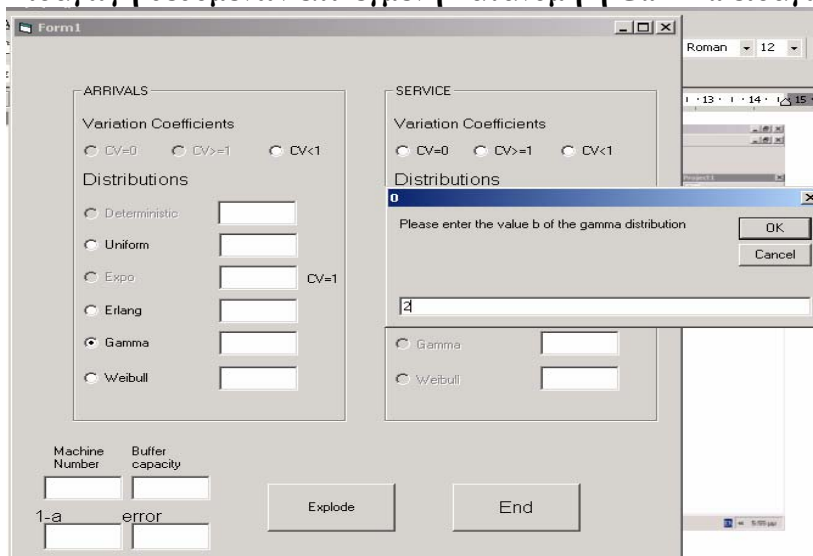 Form1
Roman 12
13 14 15
ARRIVALS
Variation Coefficients
CV=0 CV>=1 CV<1
Distributions
Deterministic
Uniform
Expo CV=1
Erlang
Gamma
Weibull
SERVICE
Variation Coefficients
CV=0 CV>=1 CV<1
Distributions
0
Please enter the value b of the gamma distribution
OK
Cancel
2
Gamma
Weibull
Machine Number
Buffer capacity
1-a error
Explode
End